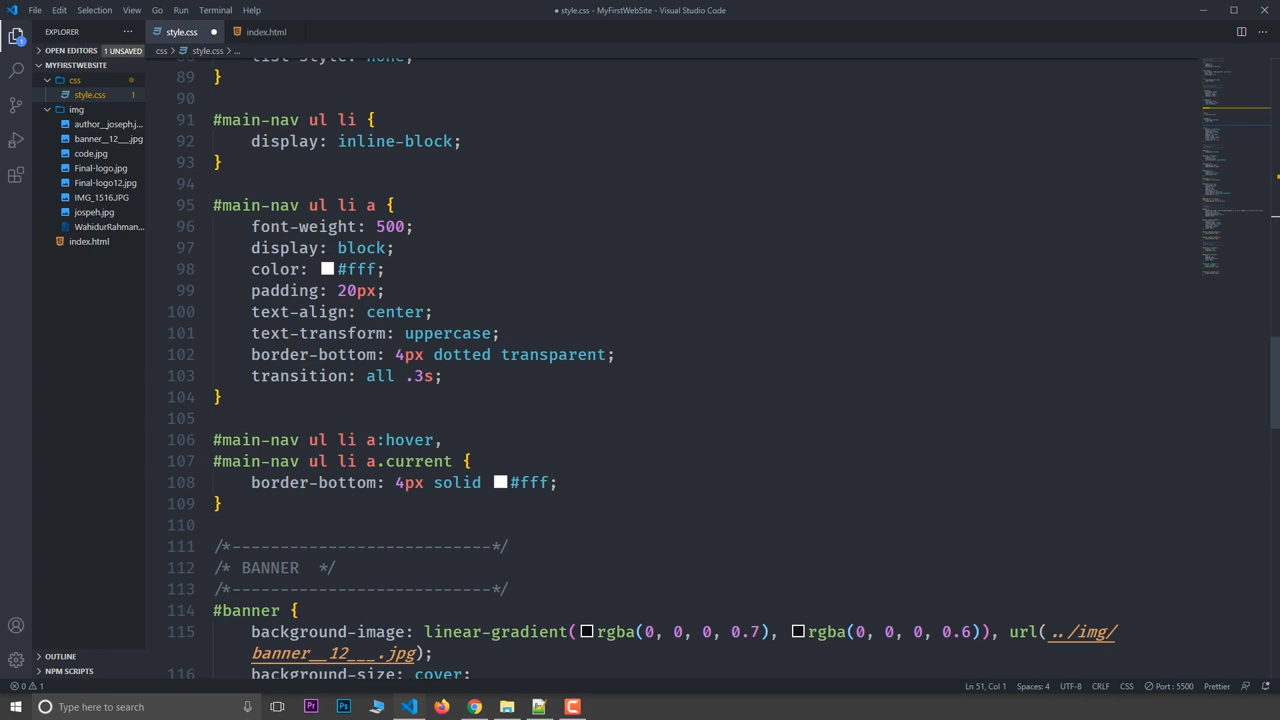 File Edit Selection View Go Run Terminal Help
● style.css - MyFirstWebSite - Visual Studio Code
EXPLORER
style.css
index.html
OPEN EDITORS 1 UNSAVED
css > style.css > ...
MYFIRSTWEBSITE
css
style.css 1
img
author__joseph.j...
banner__12___.jpg
code.jpg
Final-logo.jpg
Final-logo12.jpg
IMG_1516.JPG
jospeh.jpg
WahidurRahman...
index.html
OUTLINE
NPM SCRIPTS
list-style: none;
89 }
90
91 #main-nav ul li {
92 display: inline-block;
93 }
94
95 #main-nav ul li a {
96 font-weight: 500;
97 display: block;
98 color: #fff;
99 padding: 20px;
100 text-align: center;
101 text-transform: uppercase;
102 border-bottom: 4px dotted transparent;
103 transition: all .3s;
104 }
105
106 #main-nav ul li a:hover,
107 #main-nav ul li a.current {
108 border-bottom: 4px solid #fff;
109 }
110
111 /*---------------------------*/
112 /* BANNER  */
113 /*---------------------------*/
114 #banner {
115 background-image: linear-gradient(rgba(0, 0, 0, 0.7), rgba(0, 0, 0, 0.6)), url(../img/
banner__12___.jpg);
116 background-size: cover;
0 1
Ln 51, Col 1 Spaces: 4 UTF-8 CRLF CSS Port : 5500 Prettier
Type here to search